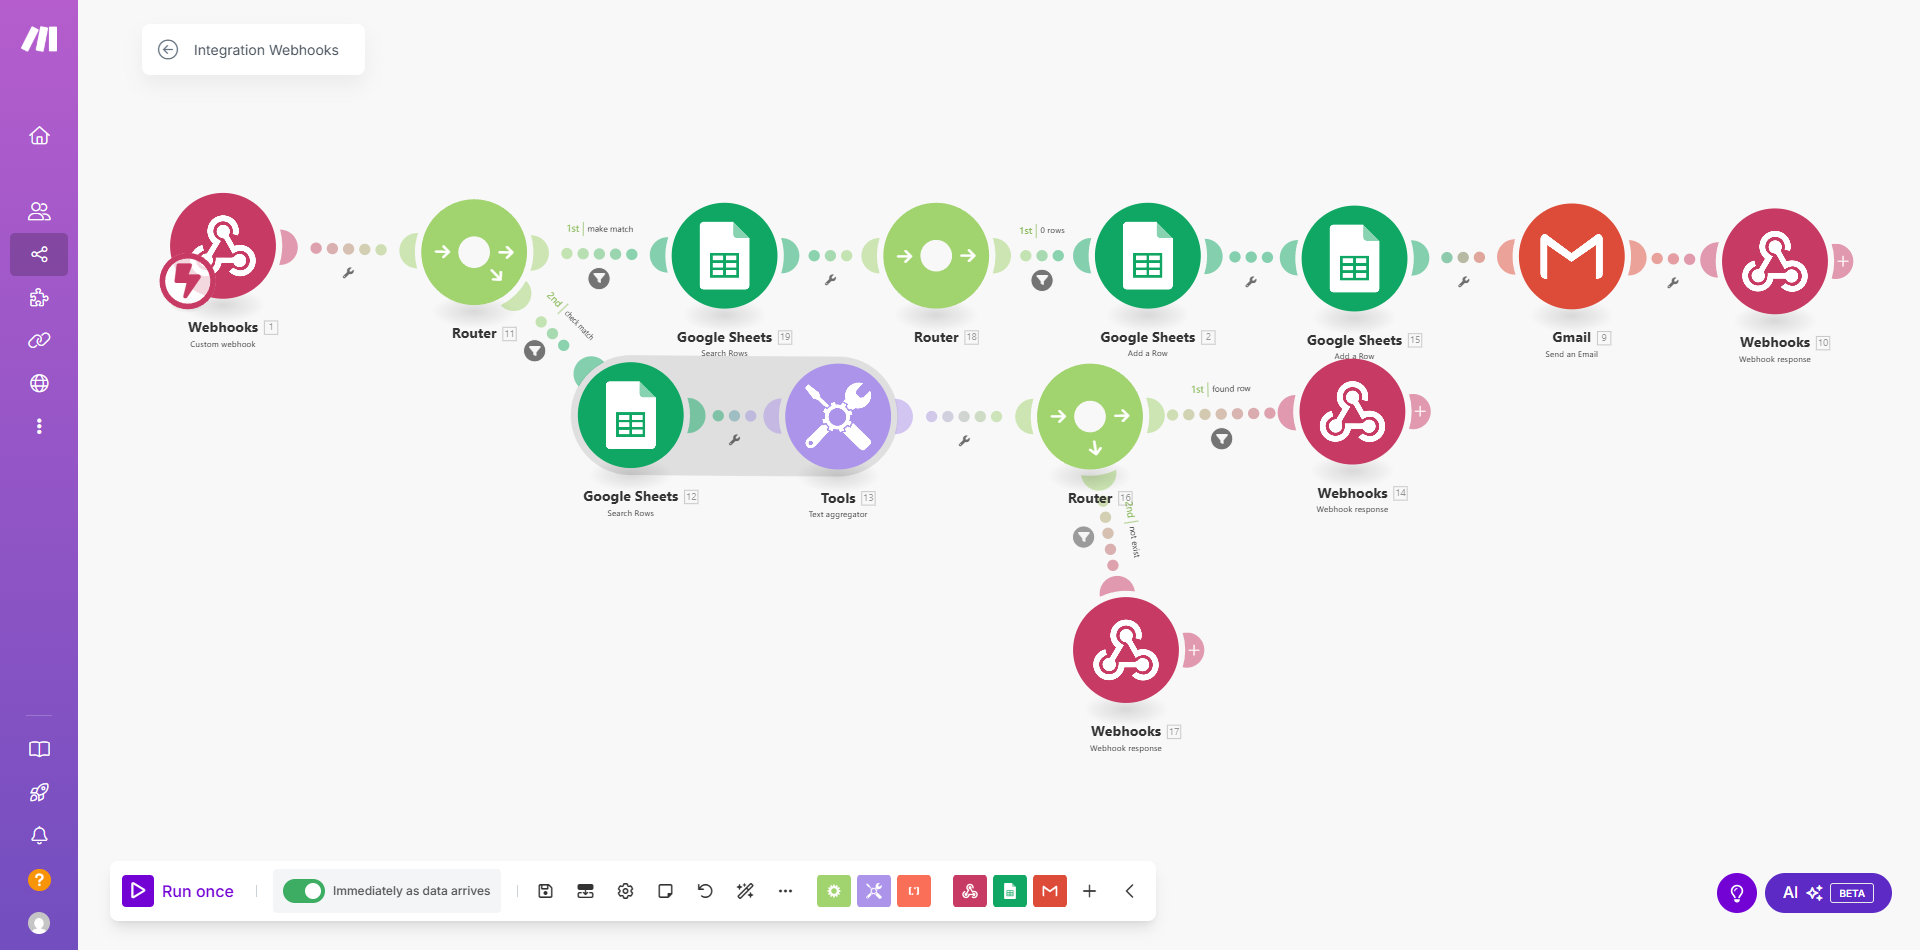 Integration Webhooks
Webhooks 1
Custom webhook
Router 11
1st | make match
2nd | check match
Google Sheets 19
Search Rows
Router 18
1st | 0 rows
Google Sheets 2
Add a Row
Google Sheets 15
Add a Row
Gmail 9
Send an Email
Webhooks 10
Webhook response
Google Sheets 12
Search Rows
Tools 13
Text aggregator
Router 16
1st | found row
2nd | not exist
Webhooks 14
Webhook response
Webhooks 17
Webhook response
Run once
Immediately as data arrives
AI BETA